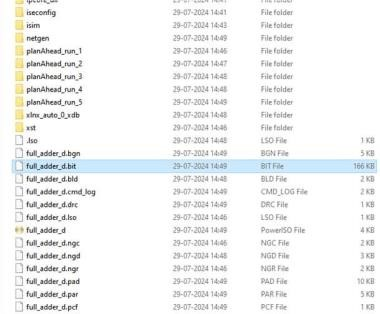 iseconfig 29-07-2024 14:41 File folder
isim 29-07-2024 14:43 File folder
netgen 29-07-2024 14:49 File folder
planAhead_run_1 29-07-2024 14:46 File folder
planAhead_run_2 29-07-2024 14:47 File folder
planAhead_run_3 29-07-2024 14:48 File folder
planAhead_run_4 29-07-2024 14:48 File folder
planAhead_run_5 29-07-2024 14:49 File folder
xlnx_auto_0_xdb 29-07-2024 14:48 File folder
xst 29-07-2024 14:46 File folder
.lso 29-07-2024 14:48 LSO File 1 KB
full_adder_d.bgn 29-07-2024 14:49 BGN File 5 KB
full_adder_d.bit 29-07-2024 14:49 BIT File 166 KB
full_adder_d.bld 29-07-2024 14:48 BLD File 2 KB
full_adder_d.cmd_log 29-07-2024 14:49 CMD_LOG File 2 KB
full_adder_d.drc 29-07-2024 14:49 DRC File 1 KB
full_adder_d.lso 29-07-2024 14:46 LSO File 1 KB
full_adder_d 29-07-2024 14:49 PowerISO File 4 KB
full_adder_d.ngc 29-07-2024 14:46 NGC File 2 KB
full_adder_d.ngd 29-07-2024 14:48 NGD File 3 KB
full_adder_d.ngr 29-07-2024 14:48 NGR File 2 KB
full_adder_d.pad 29-07-2024 14:49 PAD File 10 KB
full_adder_d.par 29-07-2024 14:49 PAR File 5 KB
full_adder_d.pcf 29-07-2024 14:49 PCF File 1 KB